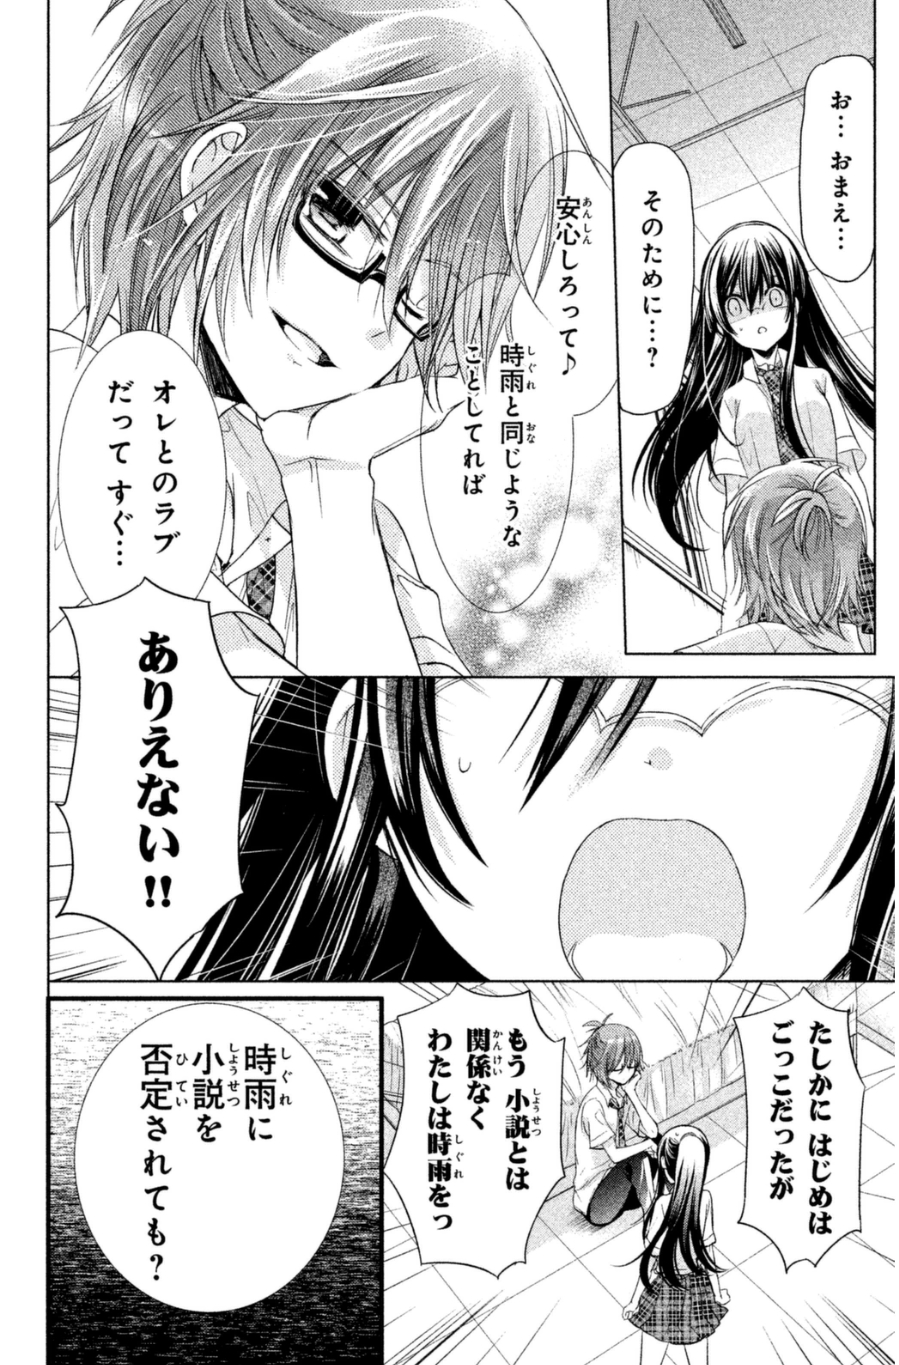 お…おまえ…
そのために…?
安心しろって♪
時雨と同じような
ことしてれば
オレとのラブ
だってすぐ…
ありえない!!
たしかにはじめは
ごっこだったが
もう小説とは
関係なく
わたしは時雨をっ
時雨に
小説を
否定されても?